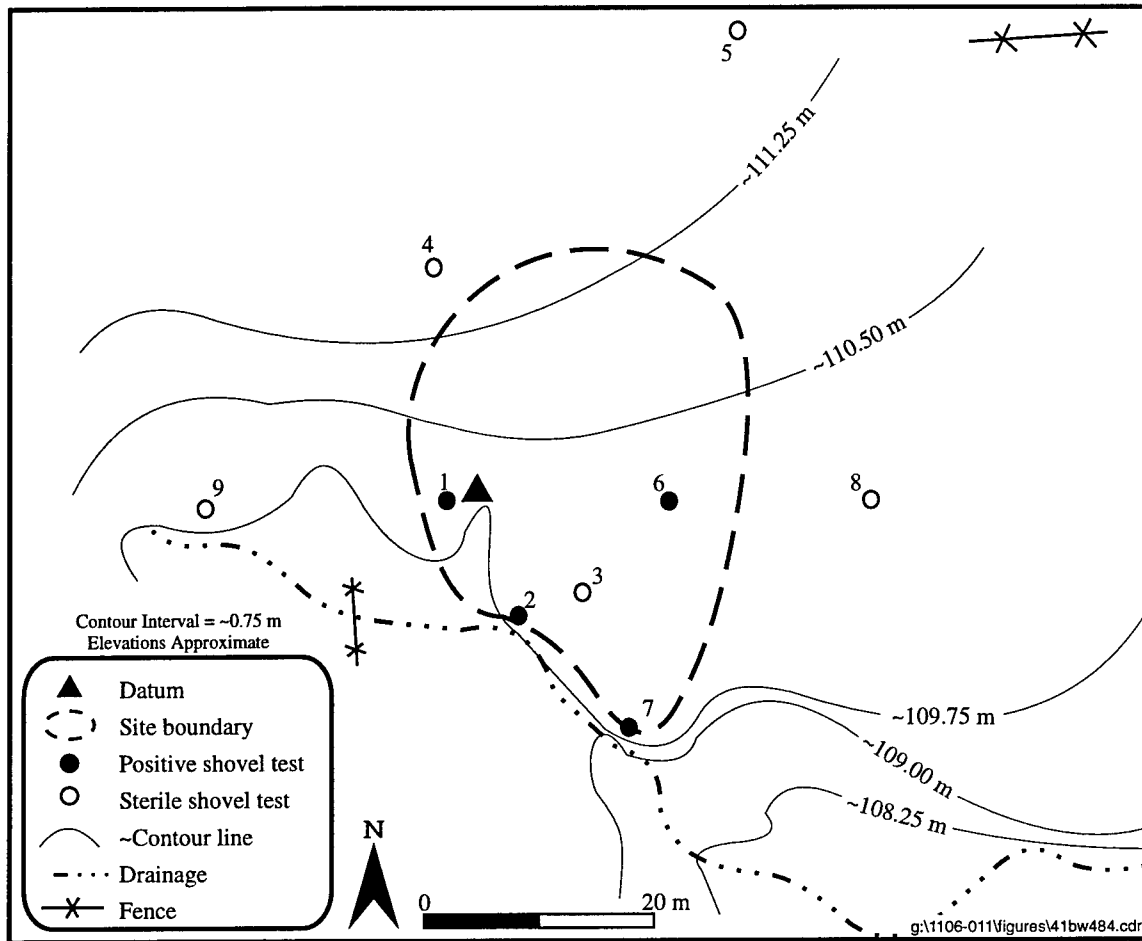 5
~111.25 m
4
~110.50 m
1
6
8
9
3
2
7
~109.75 m
~109.00 m
~108.25 m
Contour Interval = ~0.75 m
Elevations Approximate
Datum
Site boundary
Positive shovel test
Sterile shovel test
~Contour line
Drainage
Fence
N
0 20 m
g:\1106-011\figures\41bw484.cdr